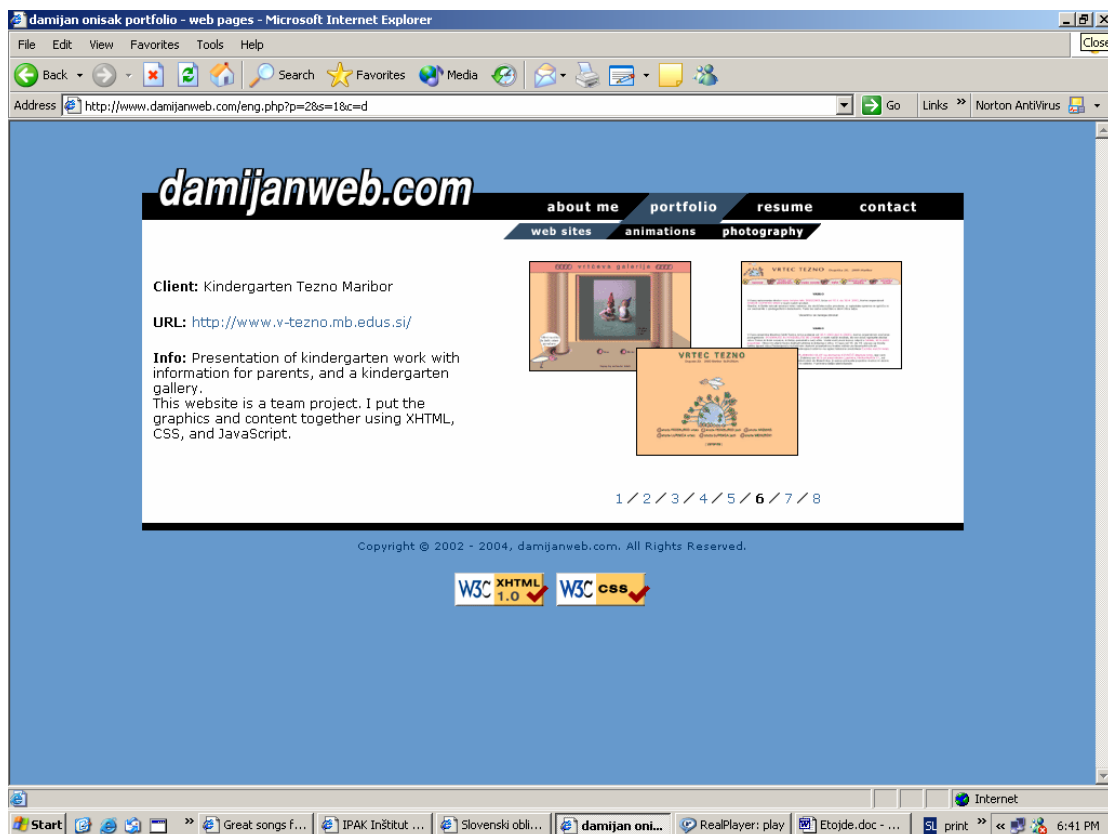 damijan onisak portfolio - web pages - Microsoft Internet Explorer
File Edit View Favorites Tools Help
Close
Back Search Favorites Media
Address http://www.damijanweb.com/eng.php?p=2&s=1&c=d Go Links » Norton AntiVirus
damijanweb.com
about me portfolio resume contact
web sites animations photography
Client: Kindergarten Tezno Maribor
URL: http://www.v-tezno.mb.edus.si/
Info: Presentation of kindergarten work with
information for parents, and a kindergarten
gallery.
This website is a team project. I put the
graphics and content together using XHTML,
CSS, and JavaScript.
vrtčeva galerija
VRTEC TEZNO
VRTEC TEZNO
1 / 2 / 3 / 4 / 5 / 6 / 7 / 8
Copyright © 2002 - 2004, damijanweb.com. All Rights Reserved.
W3C XHTML 1.0
W3C css
Internet
Start » Great songs f... IPAK Inštitut ... Slovenski obli... damijan oni... RealPlayer: play Etojde.doc - ... SL print » « 6:41 PM